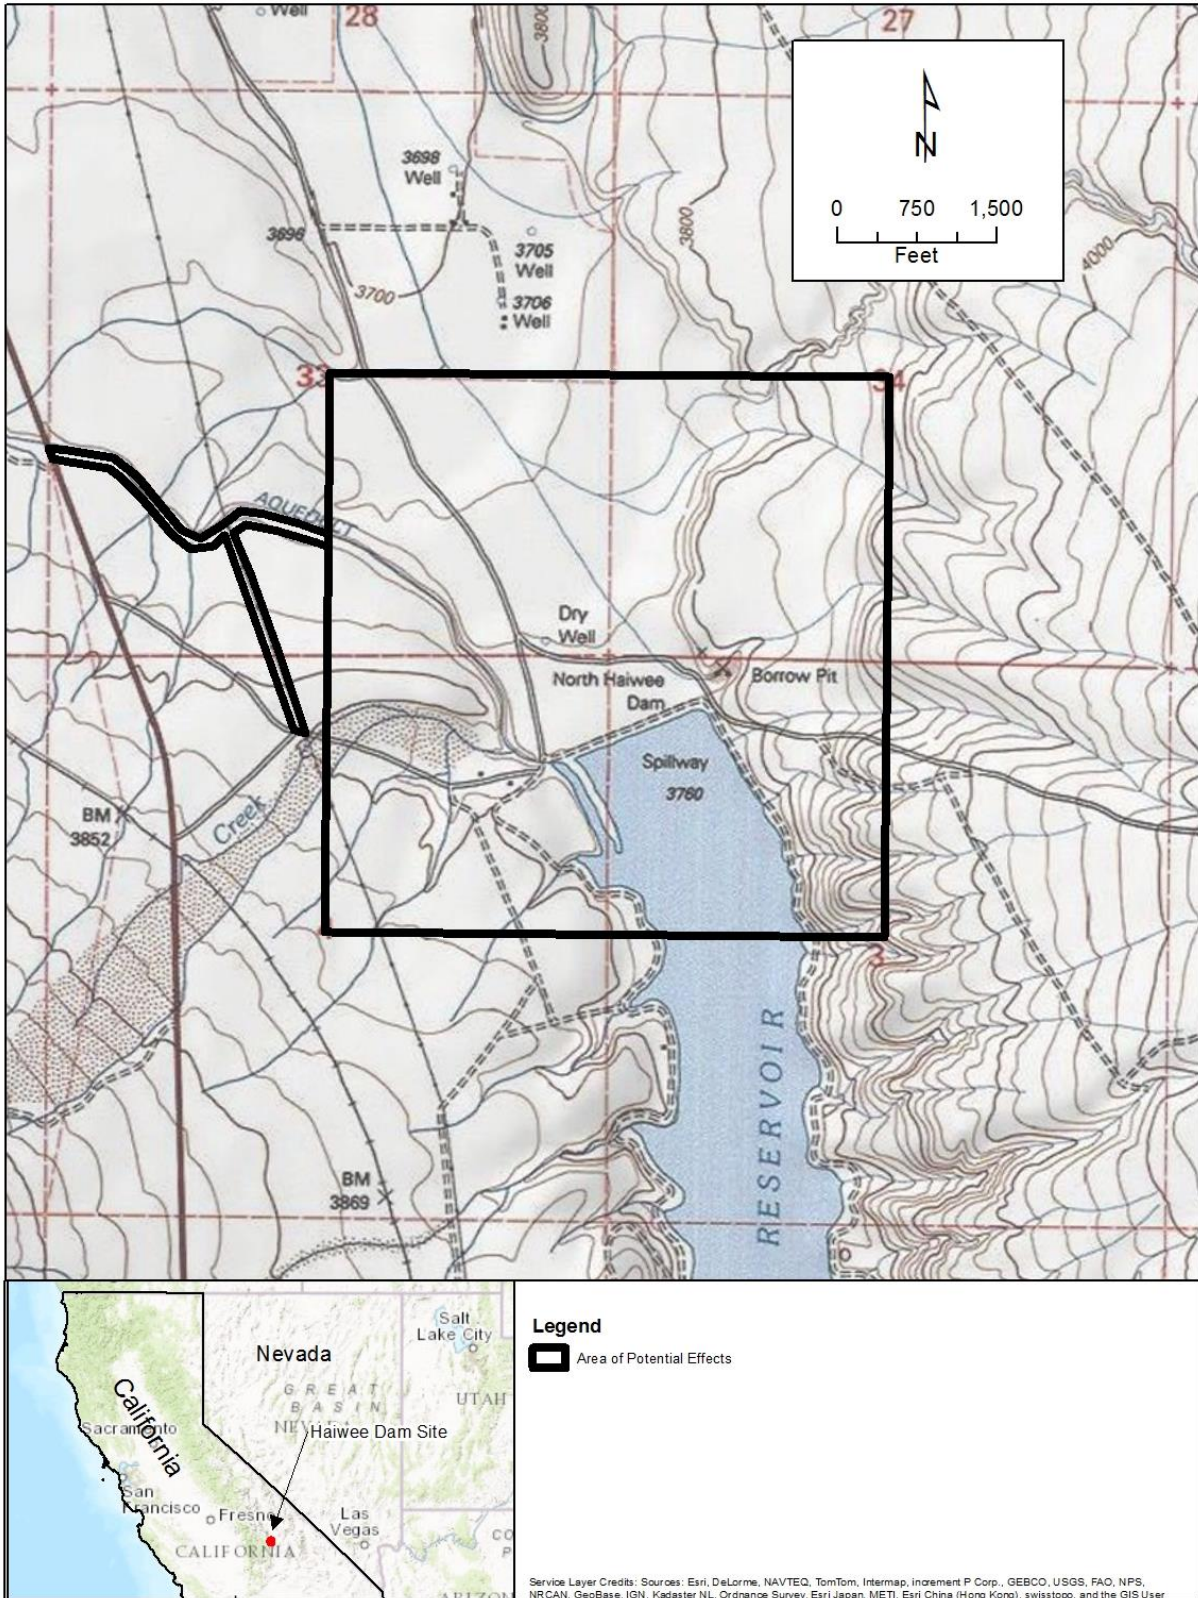 Well
28
27
3800
N
0 750 1,500
Feet
3698
Well
3696
3705
Well
3700
3706
Well
3800
4000
33
34
AQUEDUCT
Dry
Well
North Haiwee
Dam
Borrow Pit
Spillway
3760
BM
3852
Creek
3
RESERVOIR
BM
3869
Nevada
Salt
Lake City
GREAT
BASIN
UTAH
California
Sacramento
Haiwee Dam Site
San
Francisco
Fresno
Las
Vegas
CALIFORNIA
Legend
Area of Potential Effects
Service Layer Credits: Sources: Esri, DeLorme, NAVTEQ, TomTom, Intermap, increment P Corp., GEBCO, USGS, FAO, NPS,
NRCAN, GeoBase, IGN, Kadaster NL, Ordnance Survey, Esri Japan, METI, Esri China (Hong Kong), swisstopo, and the GIS User